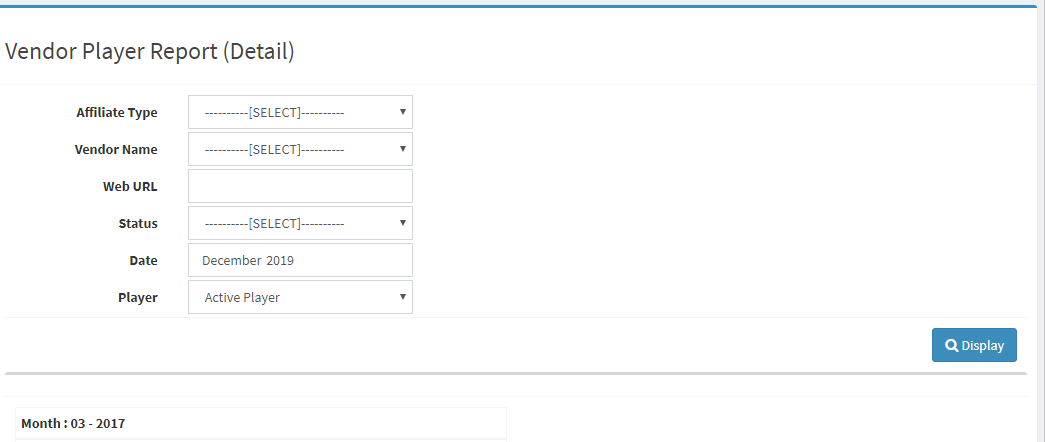 Vendor Player Report (Detail)
Affiliate Type ----------[SELECT]----------
Vendor Name ----------[SELECT]----------
Web URL
Status ----------[SELECT]----------
Date December 2019
Player Active Player
Display
Month : 03 - 2017